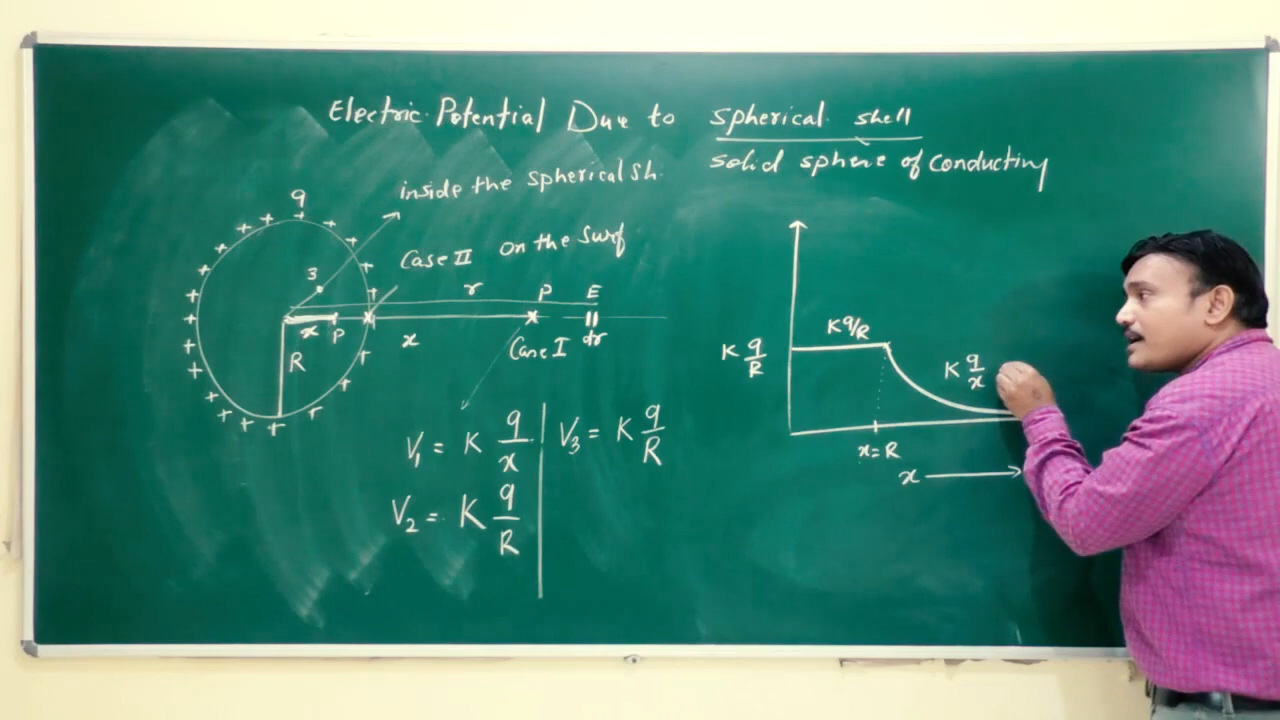 Electric Potential Due to spherical shell
solid sphere of conducting
inside the spherical sh.
Case II on the surf
q
3
r P E
x P
x
R
Case I
dr
V₁ = K q/x
V₂ = K q/R
V₃ = K q/R
K q/R
K q/R
K q/x
x = R
x